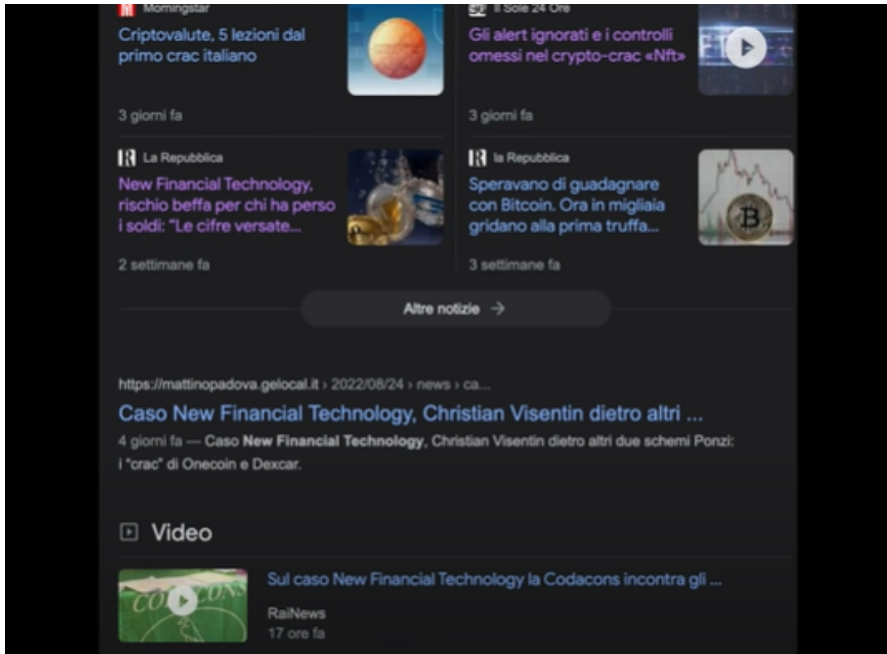 Morningstar
Criptovalute, 5 lezioni dal
primo crac italiano
3 giorni fa
Il Sole 24 Ore
Gli alert ignorati e i controlli
omessi nel crypto-crac «Nft»
3 giorni fa
R La Repubblica
New Financial Technology,
rischio beffa per chi ha perso
i soldi: "Le cifre versate...
2 settimane fa
R la Repubblica
Speravano di guadagnare
con Bitcoin. Ora in migliaia
gridano alla prima truffa...
3 settimane fa
Altre notizie →
https://mattinopadova.gelocal.it › 2022/08/24 › news › ca...
Caso New Financial Technology, Christian Visentin dietro altri ...
4 giorni fa — Caso New Financial Technology, Christian Visentin dietro altri due schemi Ponzi:
i "crac" di Onecoin e Dexcar.
Video
CODACONS
Sul caso New Financial Technology la Codacons incontra gli ...
RaiNews
17 ore fa